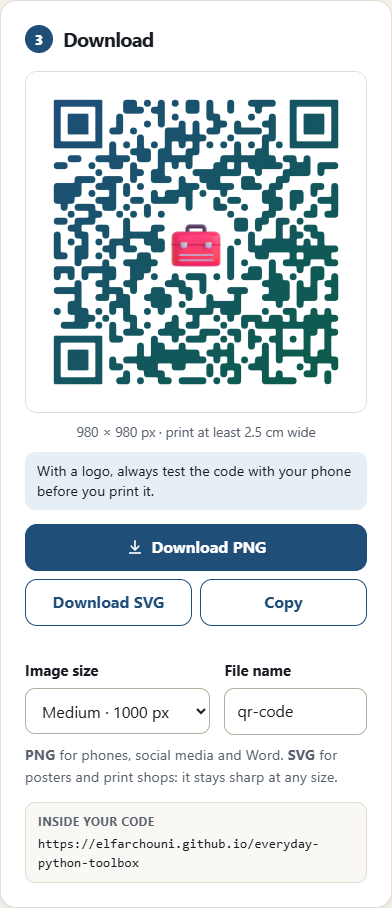 3 Download
980 × 980 px · print at least 2.5 cm wide
With a logo, always test the code with your phone
before you print it.
Download PNG
Download SVG
Copy
Image size
File name
Medium · 1000 px
qr-code
PNG for phones, social media and Word. SVG for
posters and print shops: it stays sharp at any size.
INSIDE YOUR CODE
https://elfarchouni.github.io/everyday-
python-toolbox